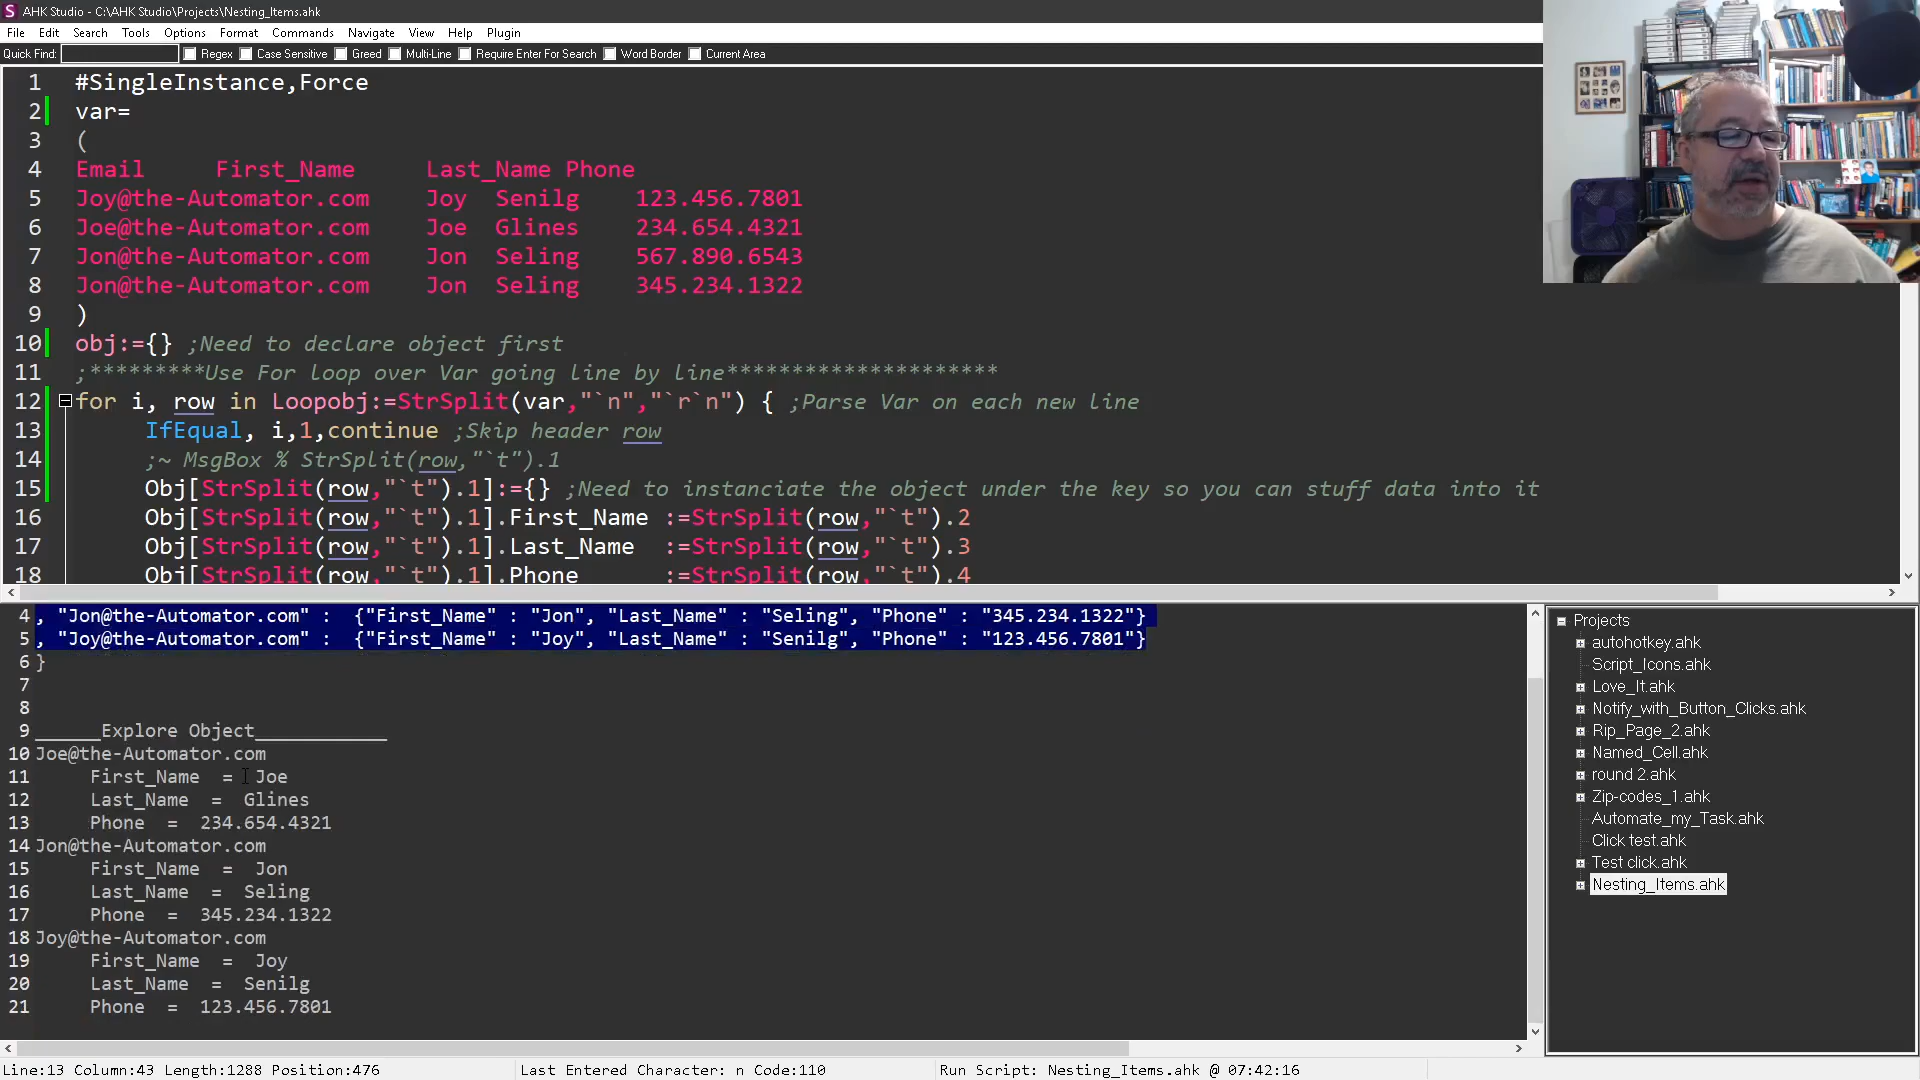 AHK Studio - C:\AHK Studio\Projects\Nesting_Items.ahk
File Edit Search Tools Options Format Commands Navigate View Help Plugin
Quick Find: Regex Case Sensitive Greed Multi-Line Require Enter For Search Word Border Current Area
1 #SingleInstance,Force
2 var=
3 (
4 Email First_Name Last_Name Phone
5 Joy@the-Automator.com Joy Senilg 123.456.7801
6 Joe@the-Automator.com Joe Glines 234.654.4321
7 Jon@the-Automator.com Jon Seling 567.890.6543
8 Jon@the-Automator.com Jon Seling 345.234.1322
9 )
10 obj:={} ;Need to declare object first
11 ;*********Use For loop over Var going line by line*********************
12 for i, row in Loopobj:=StrSplit(var,"`n","`r`n") { ;Parse Var on each new line
13 IfEqual, i,1,continue ;Skip header row
14 ;~ MsgBox % StrSplit(row,"`t").1
15 Obj[StrSplit(row,"`t").1]:={} ;Need to instanciate the object under the key so you can stuff data into it
16 Obj[StrSplit(row,"`t").1].First_Name :=StrSplit(row,"`t").2
17 Obj[StrSplit(row,"`t").1].Last_Name :=StrSplit(row,"`t").3
18 Obj[StrSplit(row,"`t").1].Phone :=StrSplit(row,"`t").4
4 , "Jon@the-Automator.com" : {"First_Name" : "Jon", "Last_Name" : "Seling", "Phone" : "345.234.1322"}
5 , "Joy@the-Automator.com" : {"First_Name" : "Joy", "Last_Name" : "Senilg", "Phone" : "123.456.7801"}
6 }
7
8
9 ______Explore Object____________
10 Joe@the-Automator.com
11 First_Name = Joe
12 Last_Name = Glines
13 Phone = 234.654.4321
14 Jon@the-Automator.com
15 First_Name = Jon
16 Last_Name = Seling
17 Phone = 345.234.1322
18 Joy@the-Automator.com
19 First_Name = Joy
20 Last_Name = Senilg
21 Phone = 123.456.7801
Projects
autohotkey.ahk
Script_Icons.ahk
Love_It.ahk
Notify_with_Button_Clicks.ahk
Rip_Page_2.ahk
Named_Cell.ahk
round 2.ahk
Zip-codes_1.ahk
Automate_my_Task.ahk
Click test.ahk
Test click.ahk
Nesting_Items.ahk
Line:13 Column:43 Length:1288 Position:476 Last Entered Character: n Code:110 Run Script: Nesting_Items.ahk @ 07:42:16